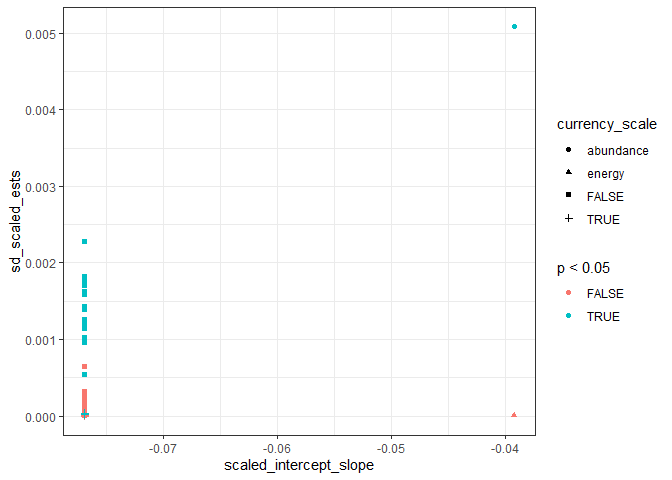 0.005
0.004
0.003
0.002
0.001
0.000
sd_scaled_ests
-0.07
-0.06
-0.05
-0.04
scaled_intercept_slope
currency_scale
abundance
energy
FALSE
TRUE
p < 0.05
FALSE
TRUE